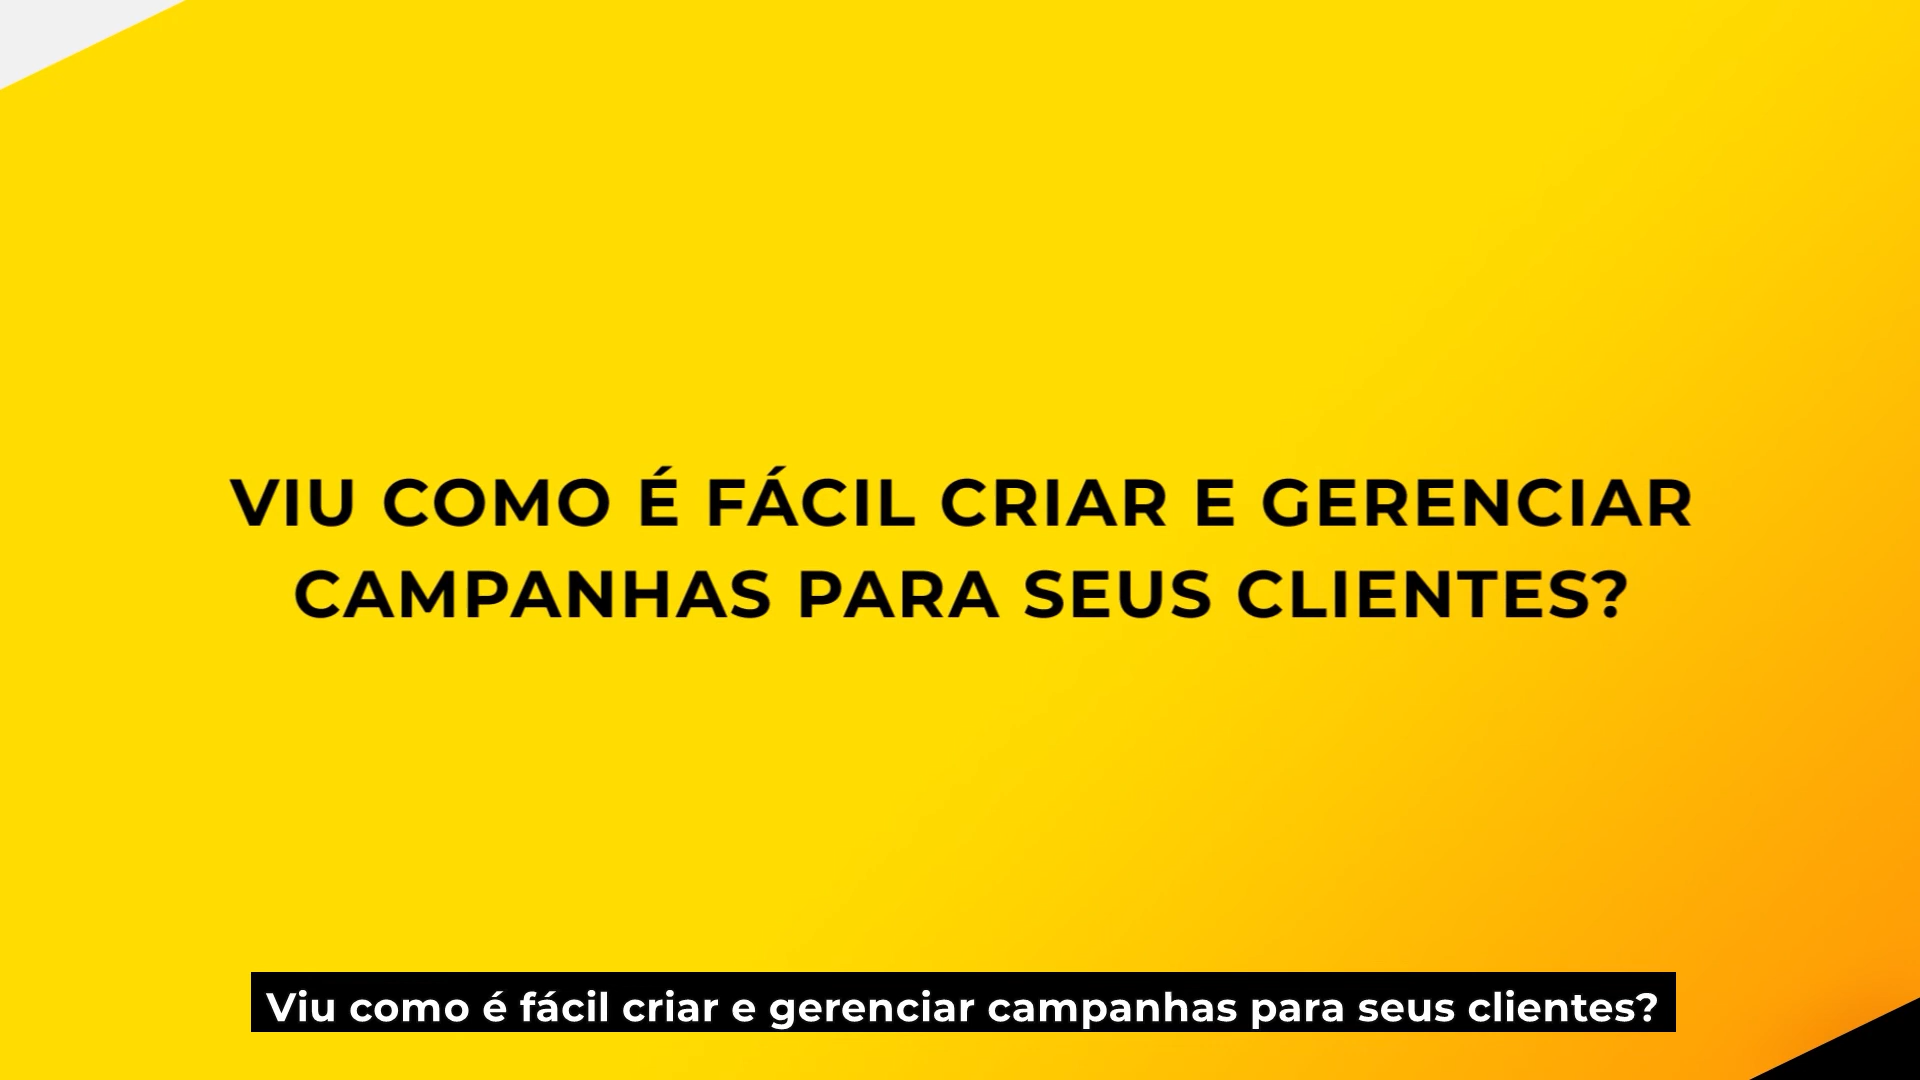 VIU COMO É FÁCIL CRIAR E GERENCIAR
CAMPANHAS PARA SEUS CLIENTES?
Viu como é fácil criar e gerenciar campanhas para seus clientes?